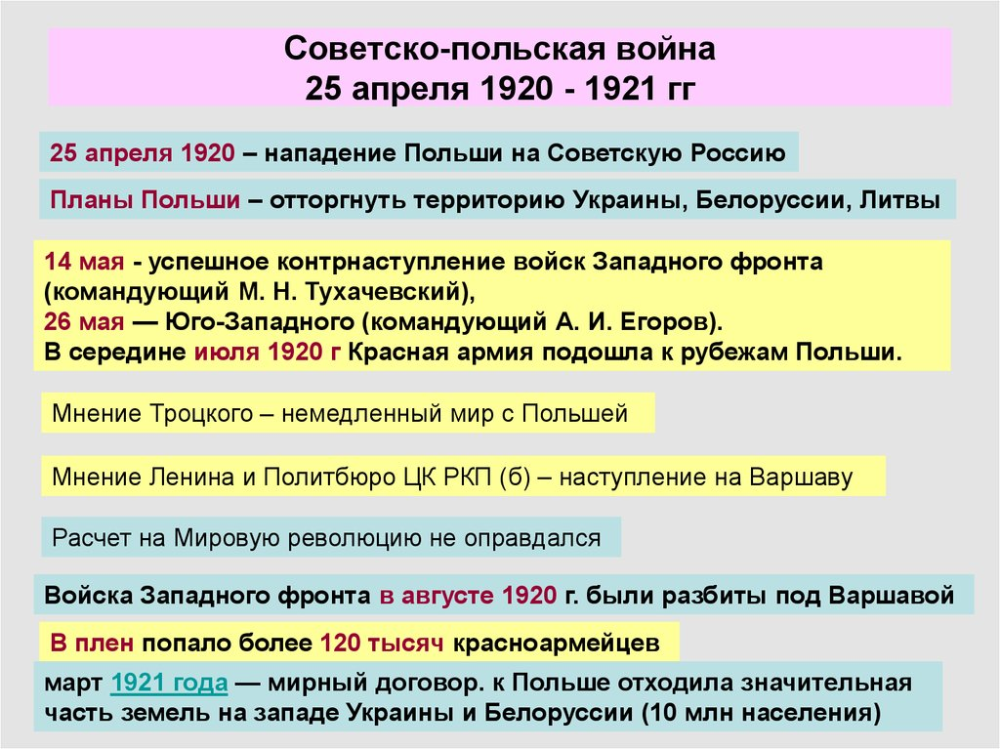 Советско-польская война
25 апреля 1920 - 1921 гг
25 апреля 1920 – нападение Польши на Советскую Россию
Планы Польши – отторгнуть территорию Украины, Белоруссии, Литвы
14 мая - успешное контрнаступление войск Западного фронта
(командующий М. Н. Тухачевский),
26 мая — Юго-Западного (командующий А. И. Егоров).
В середине июля 1920 г Красная армия подошла к рубежам Польши.
Мнение Троцкого – немедленный мир с Польшей
Мнение Ленина и Политбюро ЦК РКП (б) – наступление на Варшаву
Расчет на Мировую революцию не оправдался
Войска Западного фронта в августе 1920 г. были разбиты под Варшавой
В плен попало более 120 тысяч красноармейцев
март 1921 года — мирный договор. к Польше отходила значительная
часть земель на западе Украины и Белоруссии (10 млн населения)